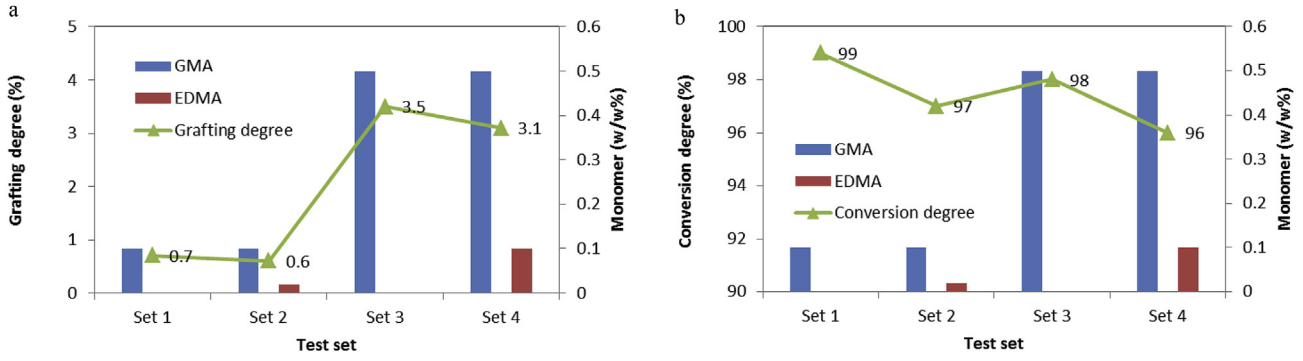 a
5
4
3
2
1
0
Grafting degree (%)
GMA
EDMA
Grafting degree
0.7
0.6
3.5
3.1
0.6
0.5
0.4
0.3
0.2
0.1
0
Monomer (w/w%)
Set 1 Set 2 Set 3 Set 4
Test set
b
100
98
96
94
92
90
Conversion degree (%)
99
97
98
96
GMA
EDMA
Conversion degree
0.6
0.5
0.4
0.3
0.2
0.1
0
Monomer (w/w%)
Set 1 Set 2 Set 3 Set 4
Test set